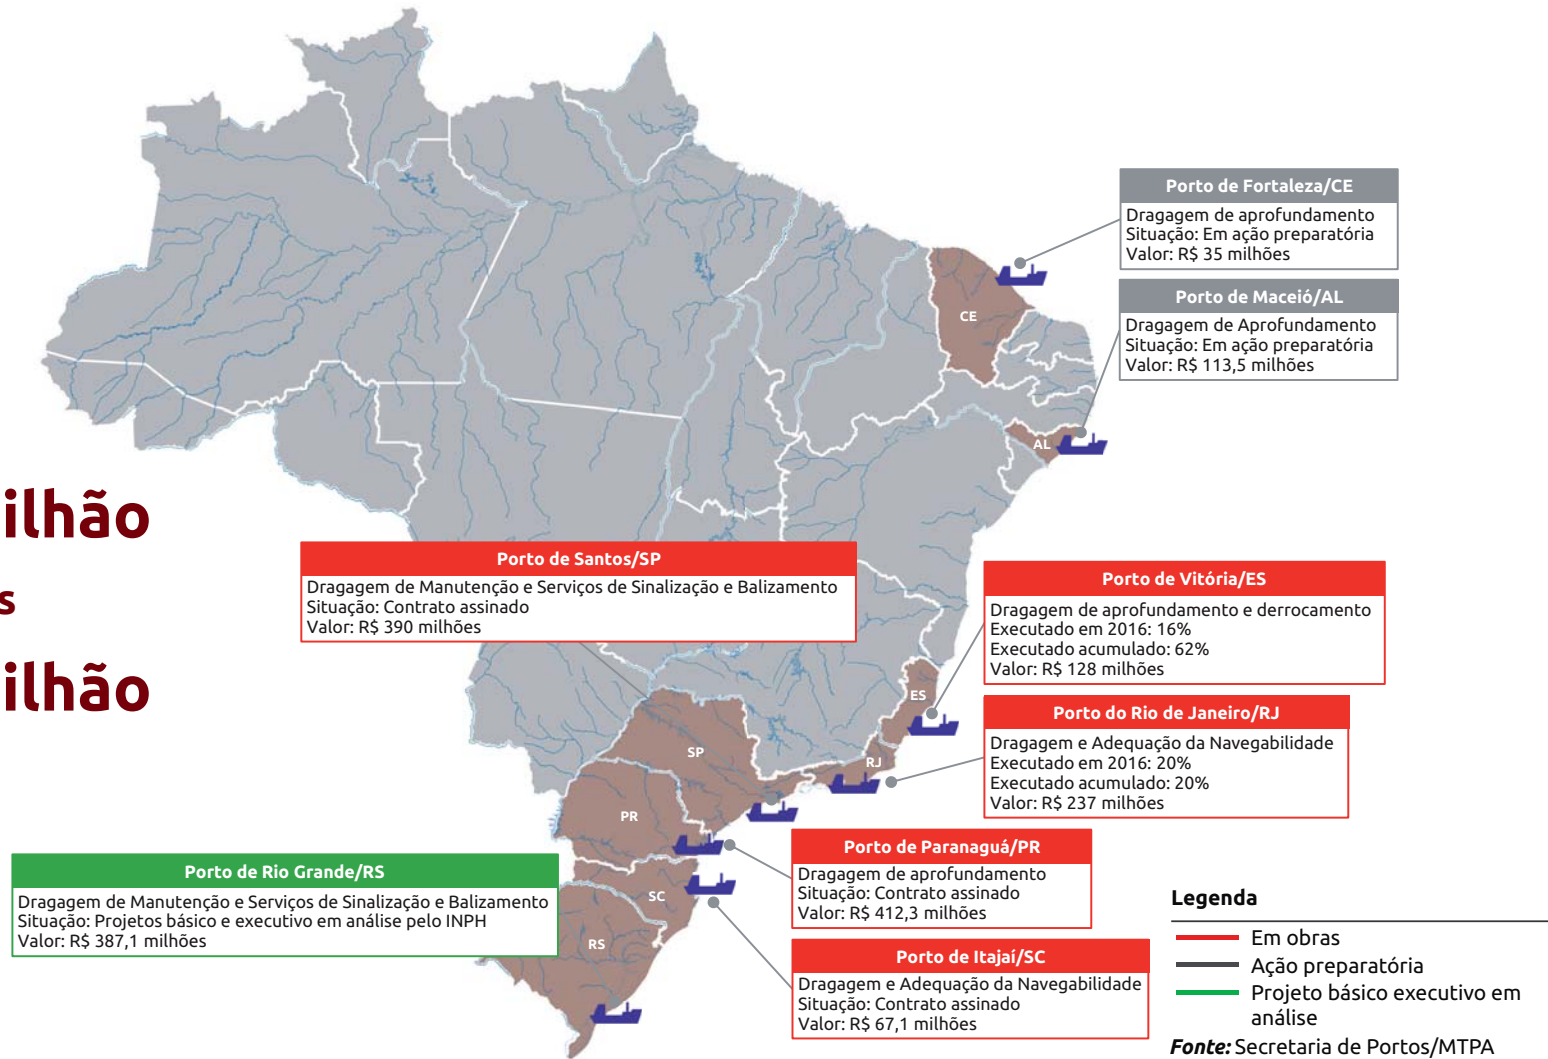 Porto de Fortaleza/CE
Dragagem de aprofundamento
Situação: Em ação preparatória
Valor: R$ 35 milhões
Porto de Maceió/AL
Dragagem de Aprofundamento
Situação: Em ação preparatória
Valor: R$ 113,5 milhões
CE
AL
ilhão
s
ilhão
Porto de Santos/SP
Dragagem de Manutenção e Serviços de Sinalização e Balizamento
Situação: Contrato assinado
Valor: R$ 390 milhões
Porto de Vitória/ES
Dragagem de aprofundamento e derrocamento
Executado em 2016: 16%
Executado acumulado: 62%
Valor: R$ 128 milhões
ES
Porto do Rio de Janeiro/RJ
Dragagem e Adequação da Navegabilidade
Executado em 2016: 20%
Executado acumulado: 20%
Valor: R$ 237 milhões
SP
RJ
PR
Porto de Paranaguá/PR
Dragagem de aprofundamento
Situação: Contrato assinado
Valor: R$ 412,3 milhões
Porto de Rio Grande/RS
Dragagem de Manutenção e Serviços de Sinalização e Balizamento
Situação: Projetos básico e executivo em análise pelo INPH
Valor: R$ 387,1 milhões
SC
RS
Porto de Itajaí/SC
Dragagem e Adequação da Navegabilidade
Situação: Contrato assinado
Valor: R$ 67,1 milhões
Legenda
Em obras
Ação preparatória
Projeto básico executivo em
análise
Fonte: Secretaria de Portos/MTPA